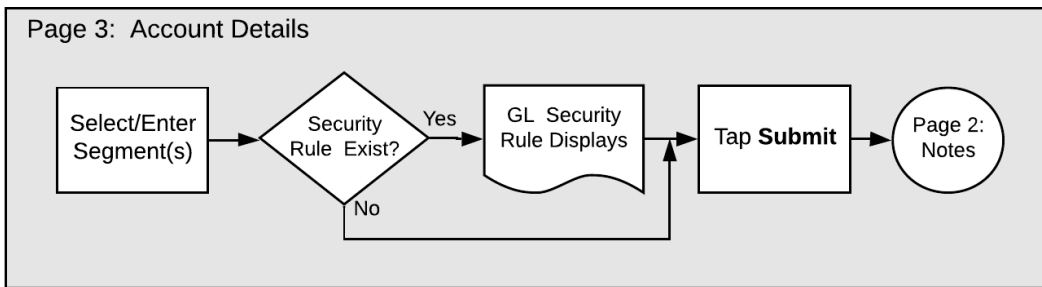 Page 3: Account Details
Select/Enter
Segment(s)
Security
Rule Exist?
Yes
No
GL Security
Rule Displays
Tap Submit
Page 2:
Notes